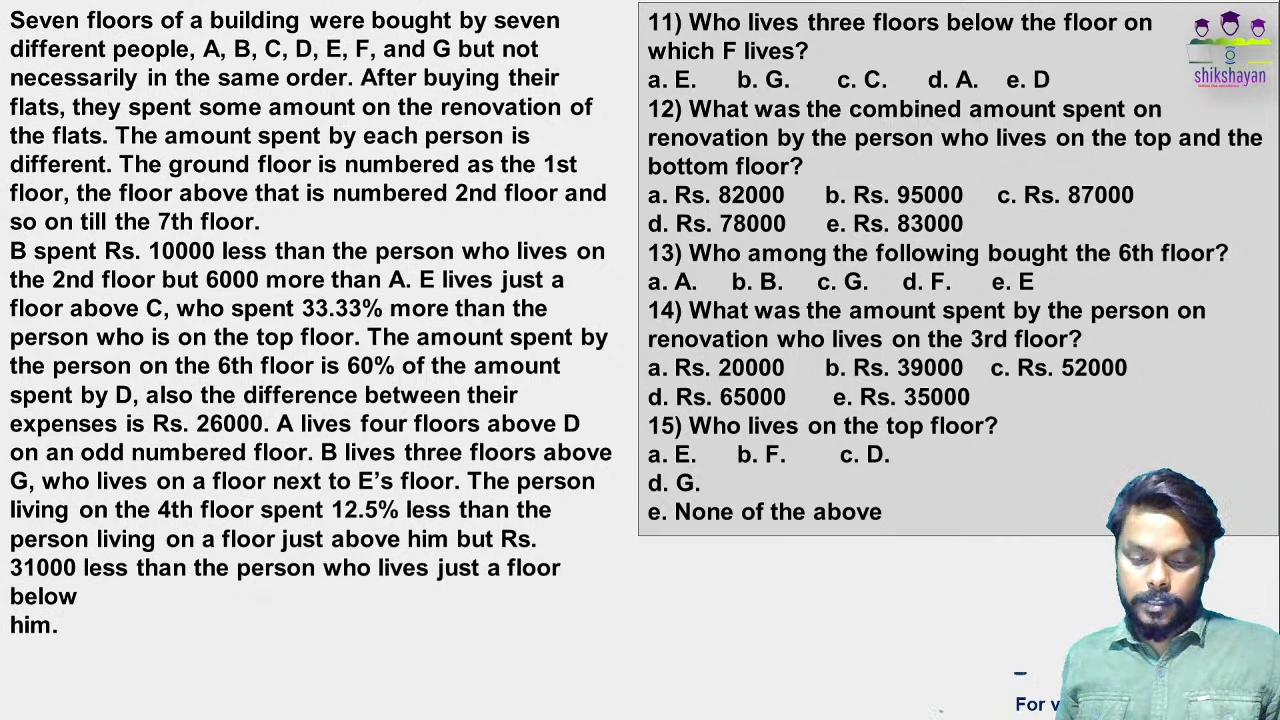 Seven floors of a building were bought by seven
different people, A, B, C, D, E, F, and G but not
necessarily in the same order. After buying their
flats, they spent some amount on the renovation of
the flats. The amount spent by each person is
different. The ground floor is numbered as the 1st
floor, the floor above that is numbered 2nd floor and
so on till the 7th floor.
B spent Rs. 10000 less than the person who lives on
the 2nd floor but 6000 more than A. E lives just a
floor above C, who spent 33.33% more than the
person who is on the top floor. The amount spent by
the person on the 6th floor is 60% of the amount
spent by D, also the difference between their
expenses is Rs. 26000. A lives four floors above D
on an odd numbered floor. B lives three floors above
G, who lives on a floor next to E’s floor. The person
living on the 4th floor spent 12.5% less than the
person living on a floor just above him but Rs.
31000 less than the person who lives just a floor
below
him.
11) Who lives three floors below the floor on
which F lives?
a. E. b. G. c. C. d. A. e. D
12) What was the combined amount spent on
renovation by the person who lives on the top and the
bottom floor?
a. Rs. 82000 b. Rs. 95000 c. Rs. 87000
d. Rs. 78000 e. Rs. 83000
13) Who among the following bought the 6th floor?
a. A. b. B. c. G. d. F. e. E
14) What was the amount spent by the person on
renovation who lives on the 3rd floor?
a. Rs. 20000 b. Rs. 39000 c. Rs. 52000
d. Rs. 65000 e. Rs. 35000
15) Who lives on the top floor?
a. E. b. F. c. D.
d. G.
e. None of the above
shikshayan
For